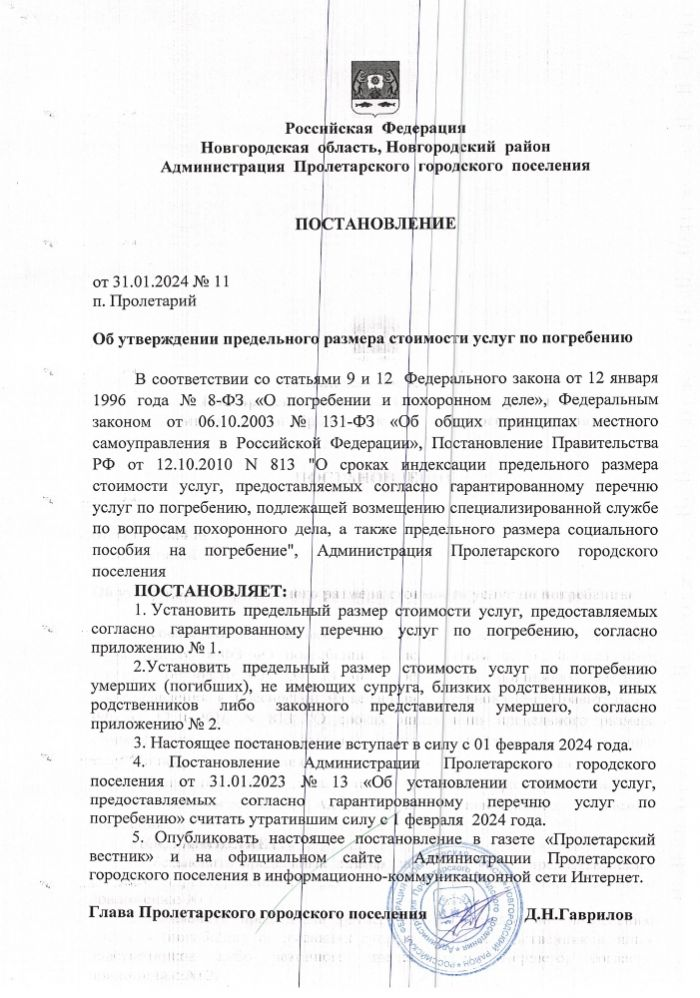 Российская Федерация
Новгородская область, Новгородский район
Администрация Пролетарского городского поселения
ПОСТАНОВЛЕНИЕ
от 31.01.2024 № 11
п. Пролетарий
Об утверждении предельного размера стоимости услуг по погребению
В соответствии со статьями 9 и 12 Федерального закона от 12 января
1996 года № 8-ФЗ «О погребении и похоронном деле», Федеральным
законом от 06.10.2003 № 131-ФЗ «Об общих принципах местного
самоуправления в Российской Федерации», Постановление Правительства
РФ от 12.10.2010 N 813 "О сроках индексации предельного размера
стоимости услуг, предоставляемых согласно гарантированному перечню
услуг по погребению, подлежащей возмещению специализированной службе
по вопросам похоронного дела, а также предельного размера социального
пособия на погребение", Администрация Пролетарского городского
поселения
ПОСТАНОВЛЯЕТ:
1. Установить предельный размер стоимости услуг, предоставляемых
согласно гарантированному перечню услуг по погребению, согласно
приложению № 1.
2.Установить предельный размер стоимость услуг по погребению
умерших (погибших), не имеющих супруга, близких родственников, иных
родственников либо законного представителя умершего, согласно
приложению № 2.
3. Настоящее постановление вступает в силу с 01 февраля 2024 года.
4. Постановление Администрации Пролетарского городского
поселения от 31.01.2023 № 13 «Об установлении стоимости услуг,
предоставляемых согласно гарантированному перечню услуг по
погребению» считать утратившим силу с 1 февраля 2024 года.
5. Опубликовать настоящее постановление в газете «Пролетарский
вестник» и на официальном сайте Администрации Пролетарского
городского поселения в информационно-коммуникационной сети Интернет.
Глава Пролетарского городского поселения Д.Н.Гаврилов